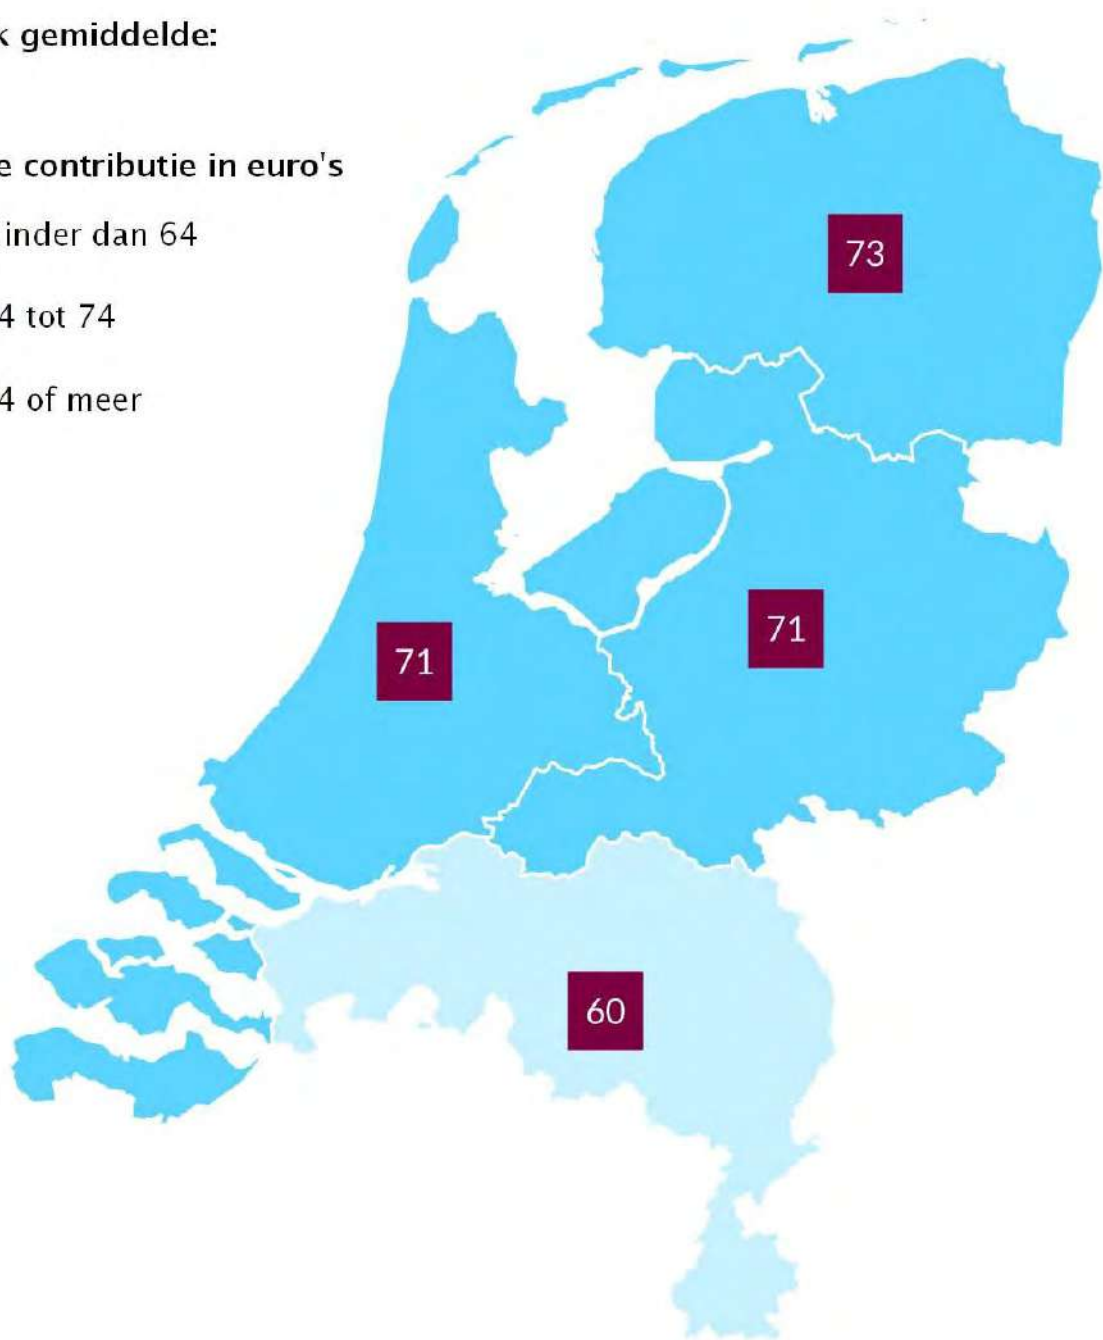 k gemiddelde:
e contributie in euro's
inder dan 64
4 tot 74
4 of meer
73
71
71
60